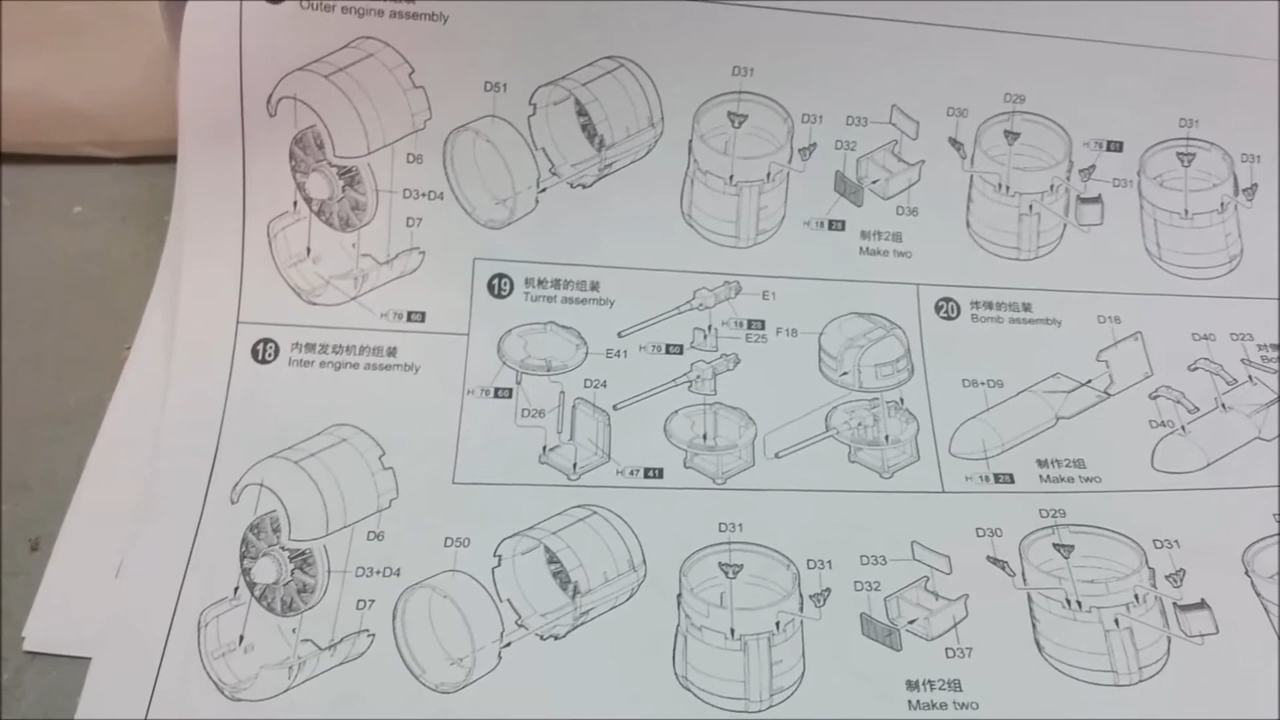 Outer engine assembly
D6
D3+D4
D7
H 70 60
D51
D31
D31
D33
D32
D36
H 18 28
制作2组
Make two
D30
D29
H 78 61
D31
D31
D31
19 机枪塔的组装
Turret assembly
E1
H 18 28
E25
H 70 60
F18
E41
H 70 60
D24
D26
H 47 41
20 炸弹的组装
Bomb assembly
D18
D40
D23
D8+D9
D40
H 18 28
制作2组
Make two
18 内侧发动机的组装
Inter engine assembly
D6
D3+D4
D7
D50
D31
D31
D33
D32
D37
制作2组
Make two
D30
D29
D31